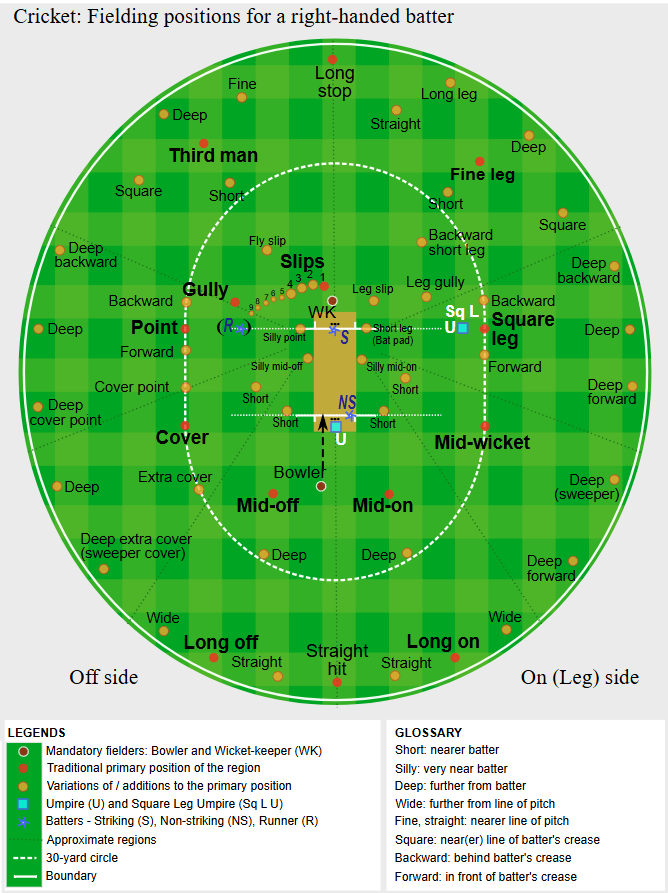 Cricket: Fielding positions for a right-handed batter
Long
stop
Fine
Long leg
Deep
Straight
Deep
Third man
Fine leg
Square
Short
Short
Square
Fly slip
Backward
short leg
Deep
backward
Slips
Deep
backward
Gully
9 8 7 6 5 4 3 2 1
Leg slip
Leg gully
Backward
WK
Sq L
U
Backward
Deep
Point
(R)
Silly point
S
Short leg
(Bat pad)
Square
leg
Deep
Forward
Silly mid-off
Silly mid-on
Forward
Cover point
Short
Short
Deep
forward
Deep
cover point
Short
NS
Short
Cover
U
Mid-wicket
Bowler
Deep
Extra cover
Deep
(sweeper)
Mid-off
Mid-on
Deep extra cover
(sweeper cover)
Deep
Deep
Deep
forward
Wide
Wide
Long off
Straight
Straight
hit
Long on
Straight
Off side
On (Leg) side
LEGENDS
Mandatory fielders: Bowler and Wicket-keeper (WK)
Traditional primary position of the region
Variations of / additions to the primary position
Umpire (U) and Square Leg Umpire (Sq L U)
Batters - Striking (S), Non-striking (NS), Runner (R)
Approximate regions
30-yard circle
Boundary
GLOSSARY
Short: nearer batter
Silly: very near batter
Deep: further from batter
Wide: further from line of pitch
Fine, straight: nearer line of pitch
Square: near(er) line of batter's crease
Backward: behind batter's crease
Forward: in front of batter's crease